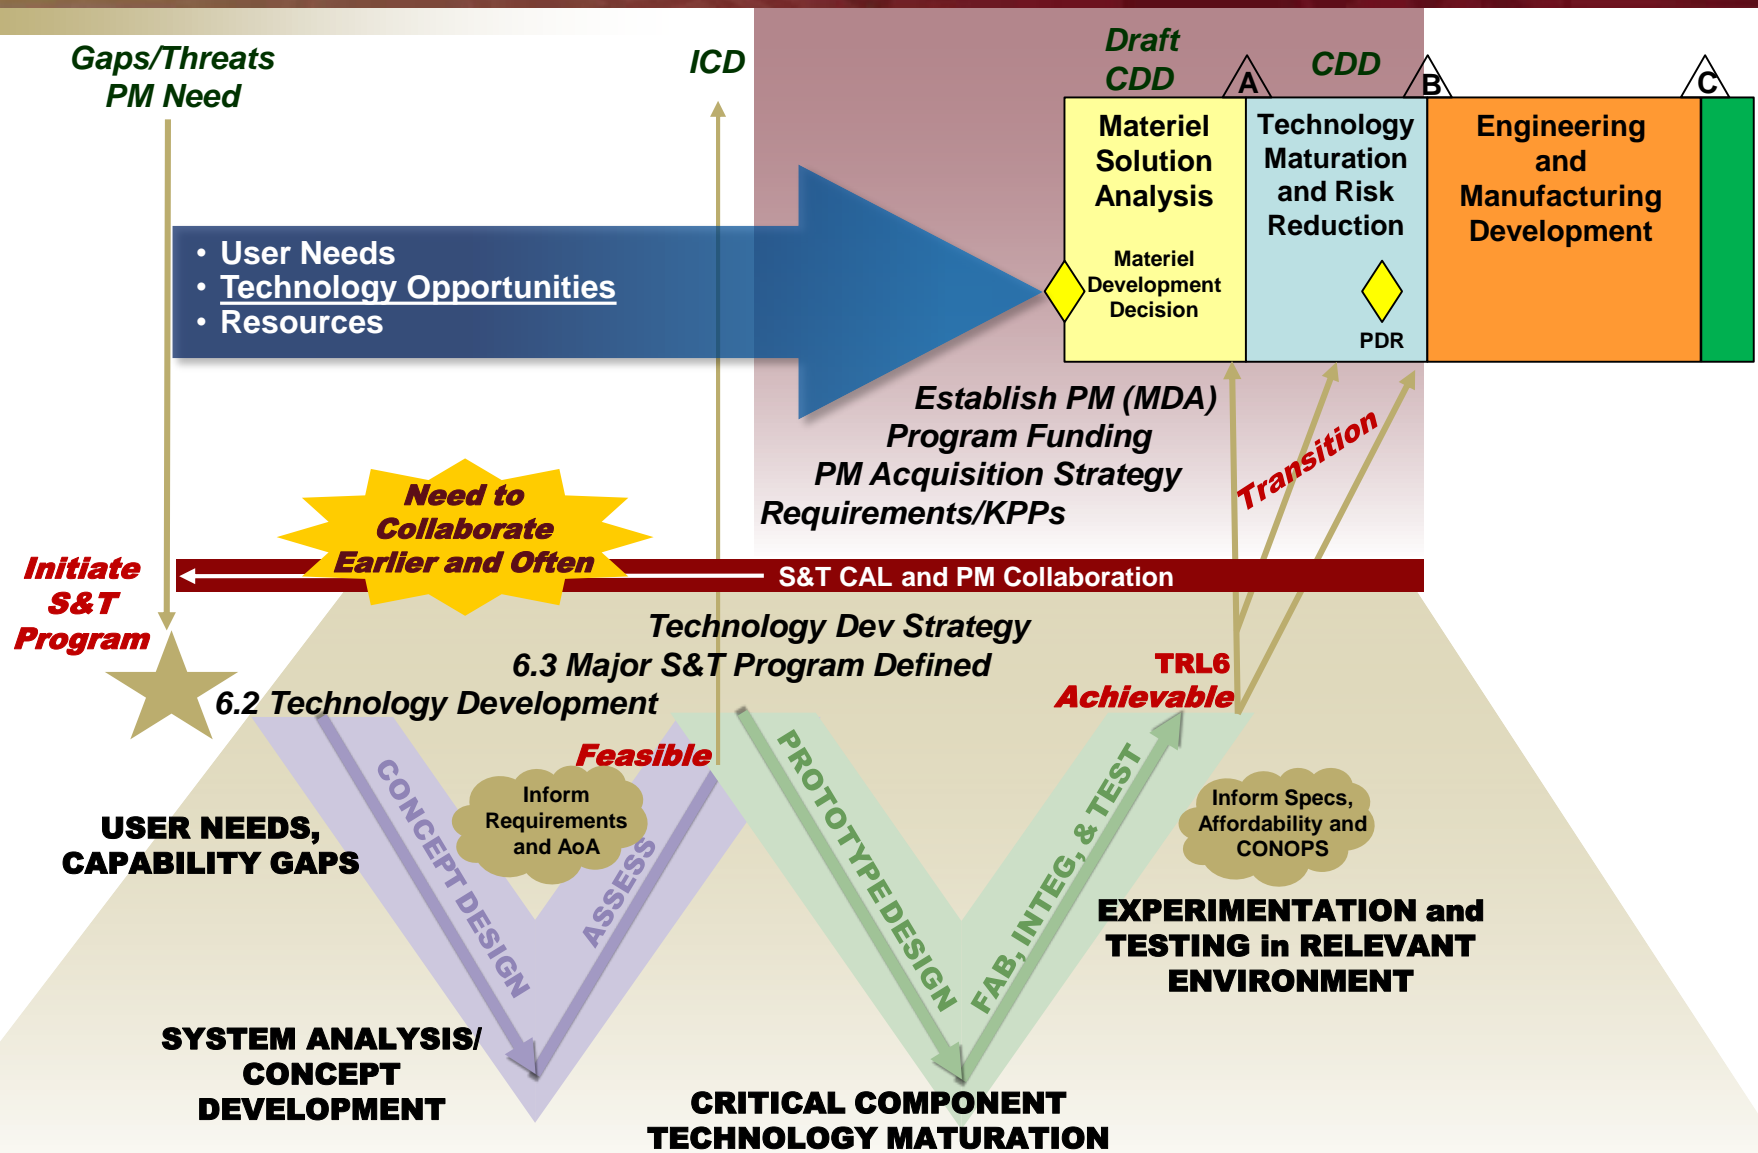 Gaps/Threats
PM Need
ICD
Draft
CDD
CDD
A
B
C
Materiel
Solution
Analysis
Materiel
Development
Decision
Technology
Maturation
and Risk
Reduction
PDR
Engineering
and
Manufacturing
Development
• User Needs
• Technology Opportunities
• Resources
Establish PM (MDA)
Program Funding
PM Acquisition Strategy
Requirements/KPPs
Transition
Need to
Collaborate
Earlier and Often
S&T CAL and PM Collaboration
Initiate
S&T
Program
Technology Dev Strategy
6.3 Major S&T Program Defined
6.2 Technology Development
TRL6
Achievable
Feasible
CONCEPT DESIGN
Inform
Requirements
and AoA
ASSESS
PROTOTYPE DESIGN
FAB, INTEG, & TEST
Inform Specs,
Affordability and
CONOPS
USER NEEDS,
CAPABILITY GAPS
EXPERIMENTATION and
TESTING in RELEVANT
ENVIRONMENT
SYSTEM ANALYSIS/
CONCEPT
DEVELOPMENT
CRITICAL COMPONENT
TECHNOLOGY MATURATION